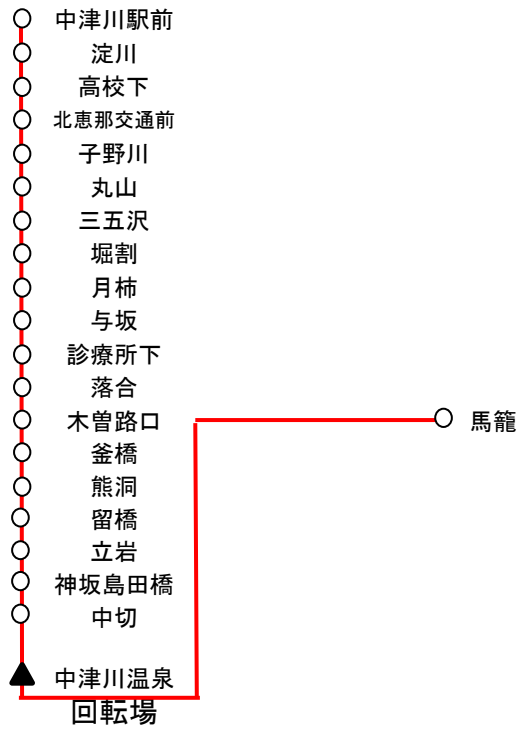 中津川駅前
淀川
高校下
北恵那交通前
子野川
丸山
三五沢
堀割
月柿
与坂
診療所下
落合
木曽路口
馬籠
釜橋
熊洞
留橋
立岩
神坂島田橋
中切
中津川温泉
回転場